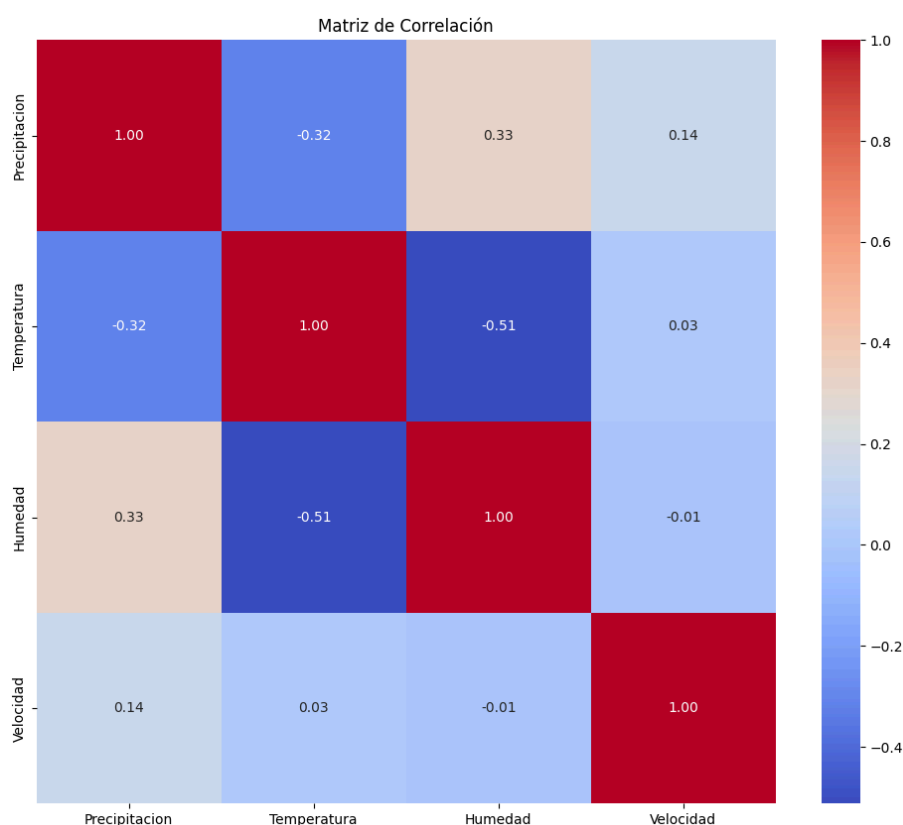 Matriz de Correlación
Precipitacion
1.00
-0.32
0.33
0.14
Temperatura
-0.32
1.00
-0.51
0.03
Humedad
0.33
-0.51
1.00
-0.01
Velocidad
0.14
0.03
-0.01
1.00
Precipitacion
Temperatura
Humedad
Velocidad
1.0
0.8
0.6
0.4
0.2
0.0
−0.2
−0.4